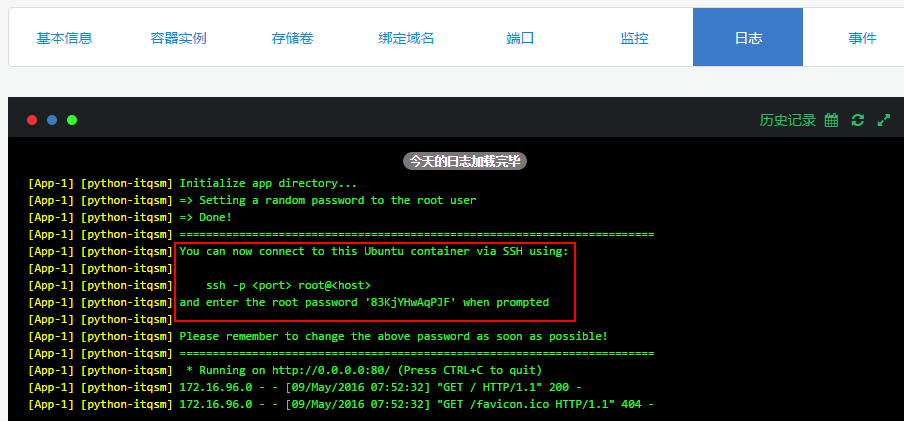 基本信息 容器实例 存储卷 绑定域名 端口 监控 日志 事件
历史记录
今天的日志加载完毕
[App-1] [python-itqsm] Initialize app directory...
[App-1] [python-itqsm] => Setting a random password to the root user
[App-1] [python-itqsm] => Done!
[App-1] [python-itqsm] ========================================================================
[App-1] [python-itqsm] You can now connect to this Ubuntu container via SSH using:
[App-1] [python-itqsm]
[App-1] [python-itqsm]     ssh -p <port> root@<host>
[App-1] [python-itqsm] and enter the root password '83KjYHwAqPJF' when prompted
[App-1] [python-itqsm]
[App-1] [python-itqsm] Please remember to change the above password as soon as possible!
[App-1] [python-itqsm] ========================================================================
[App-1] [python-itqsm]  * Running on http://0.0.0.0:80/ (Press CTRL+C to quit)
[App-1] [python-itqsm] 172.16.96.0 - - [09/May/2016 07:52:32] "GET / HTTP/1.1" 200 -
[App-1] [python-itqsm] 172.16.96.0 - - [09/May/2016 07:52:32] "GET /favicon.ico HTTP/1.1" 404 -